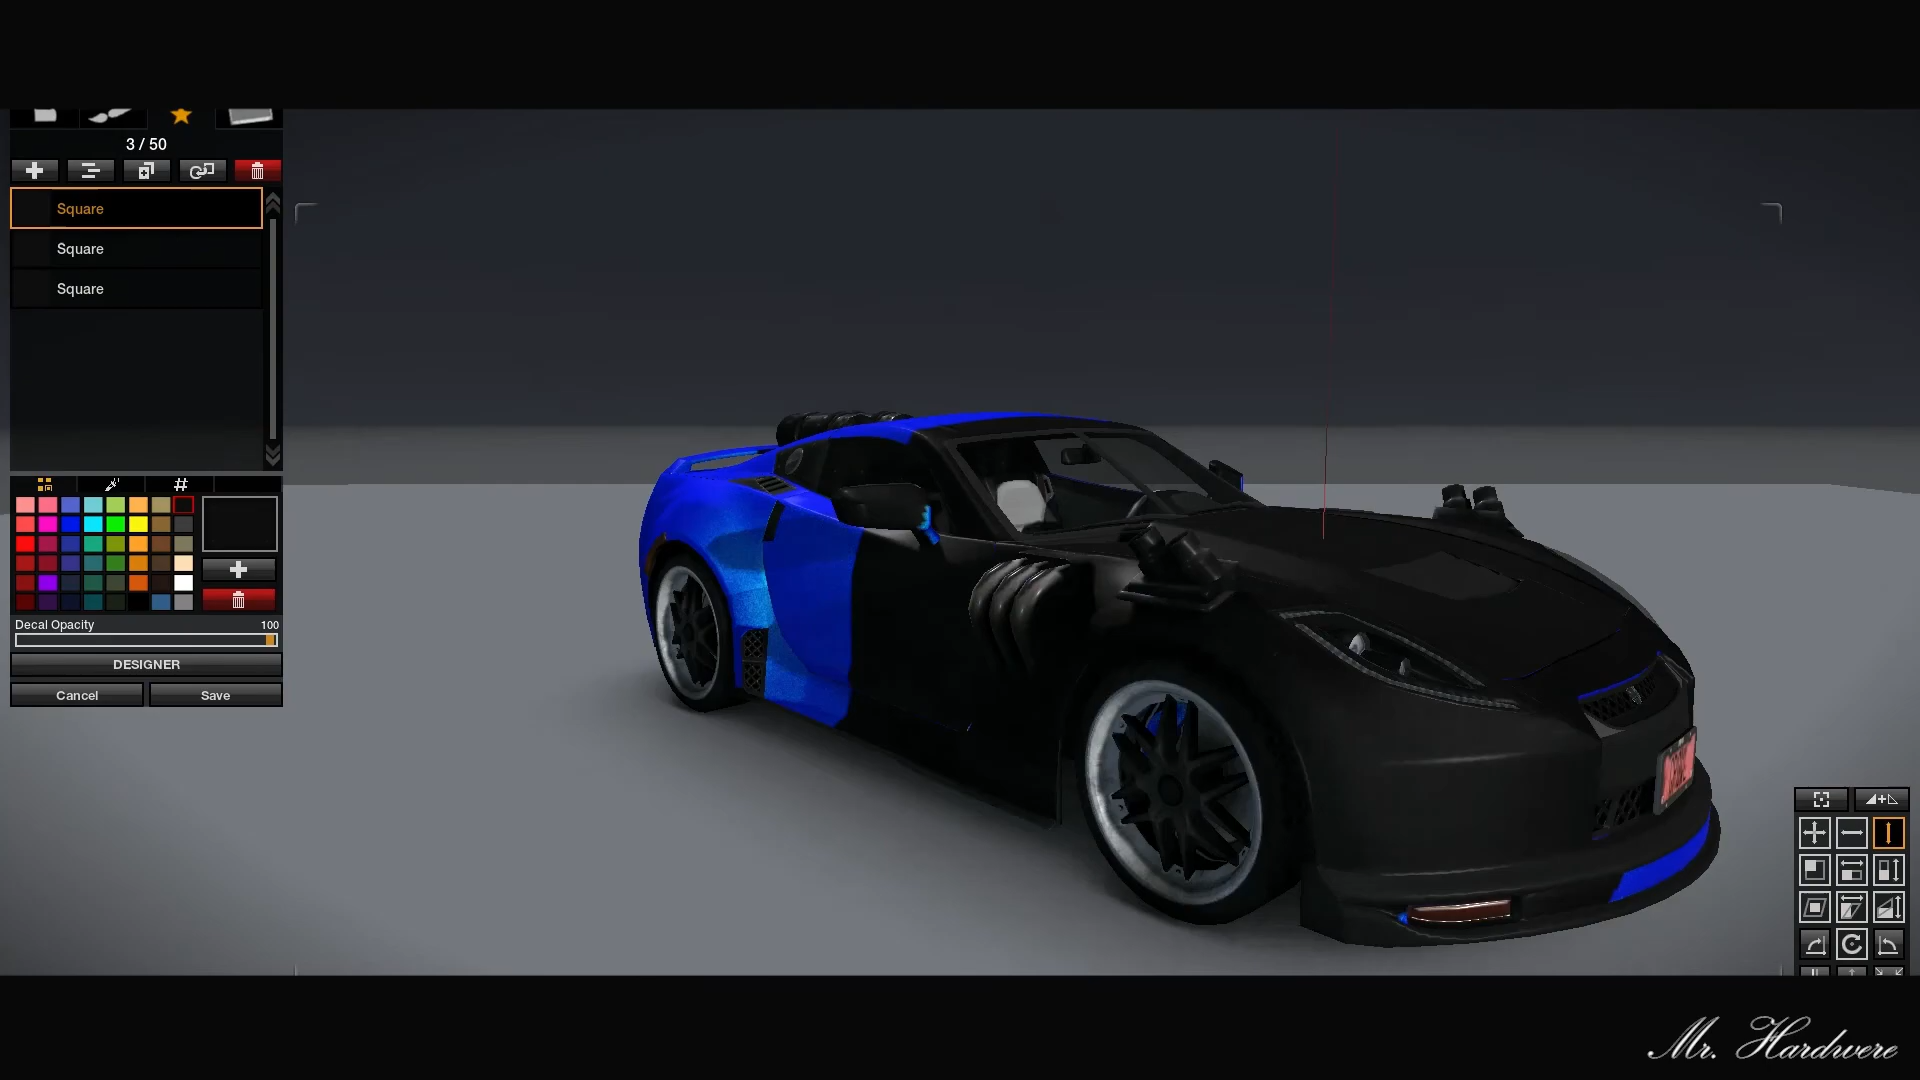 3 / 50
Square
Square
Square
#
Decal Opacity 100
DESIGNER
Cancel Save
Mr. Hardwere